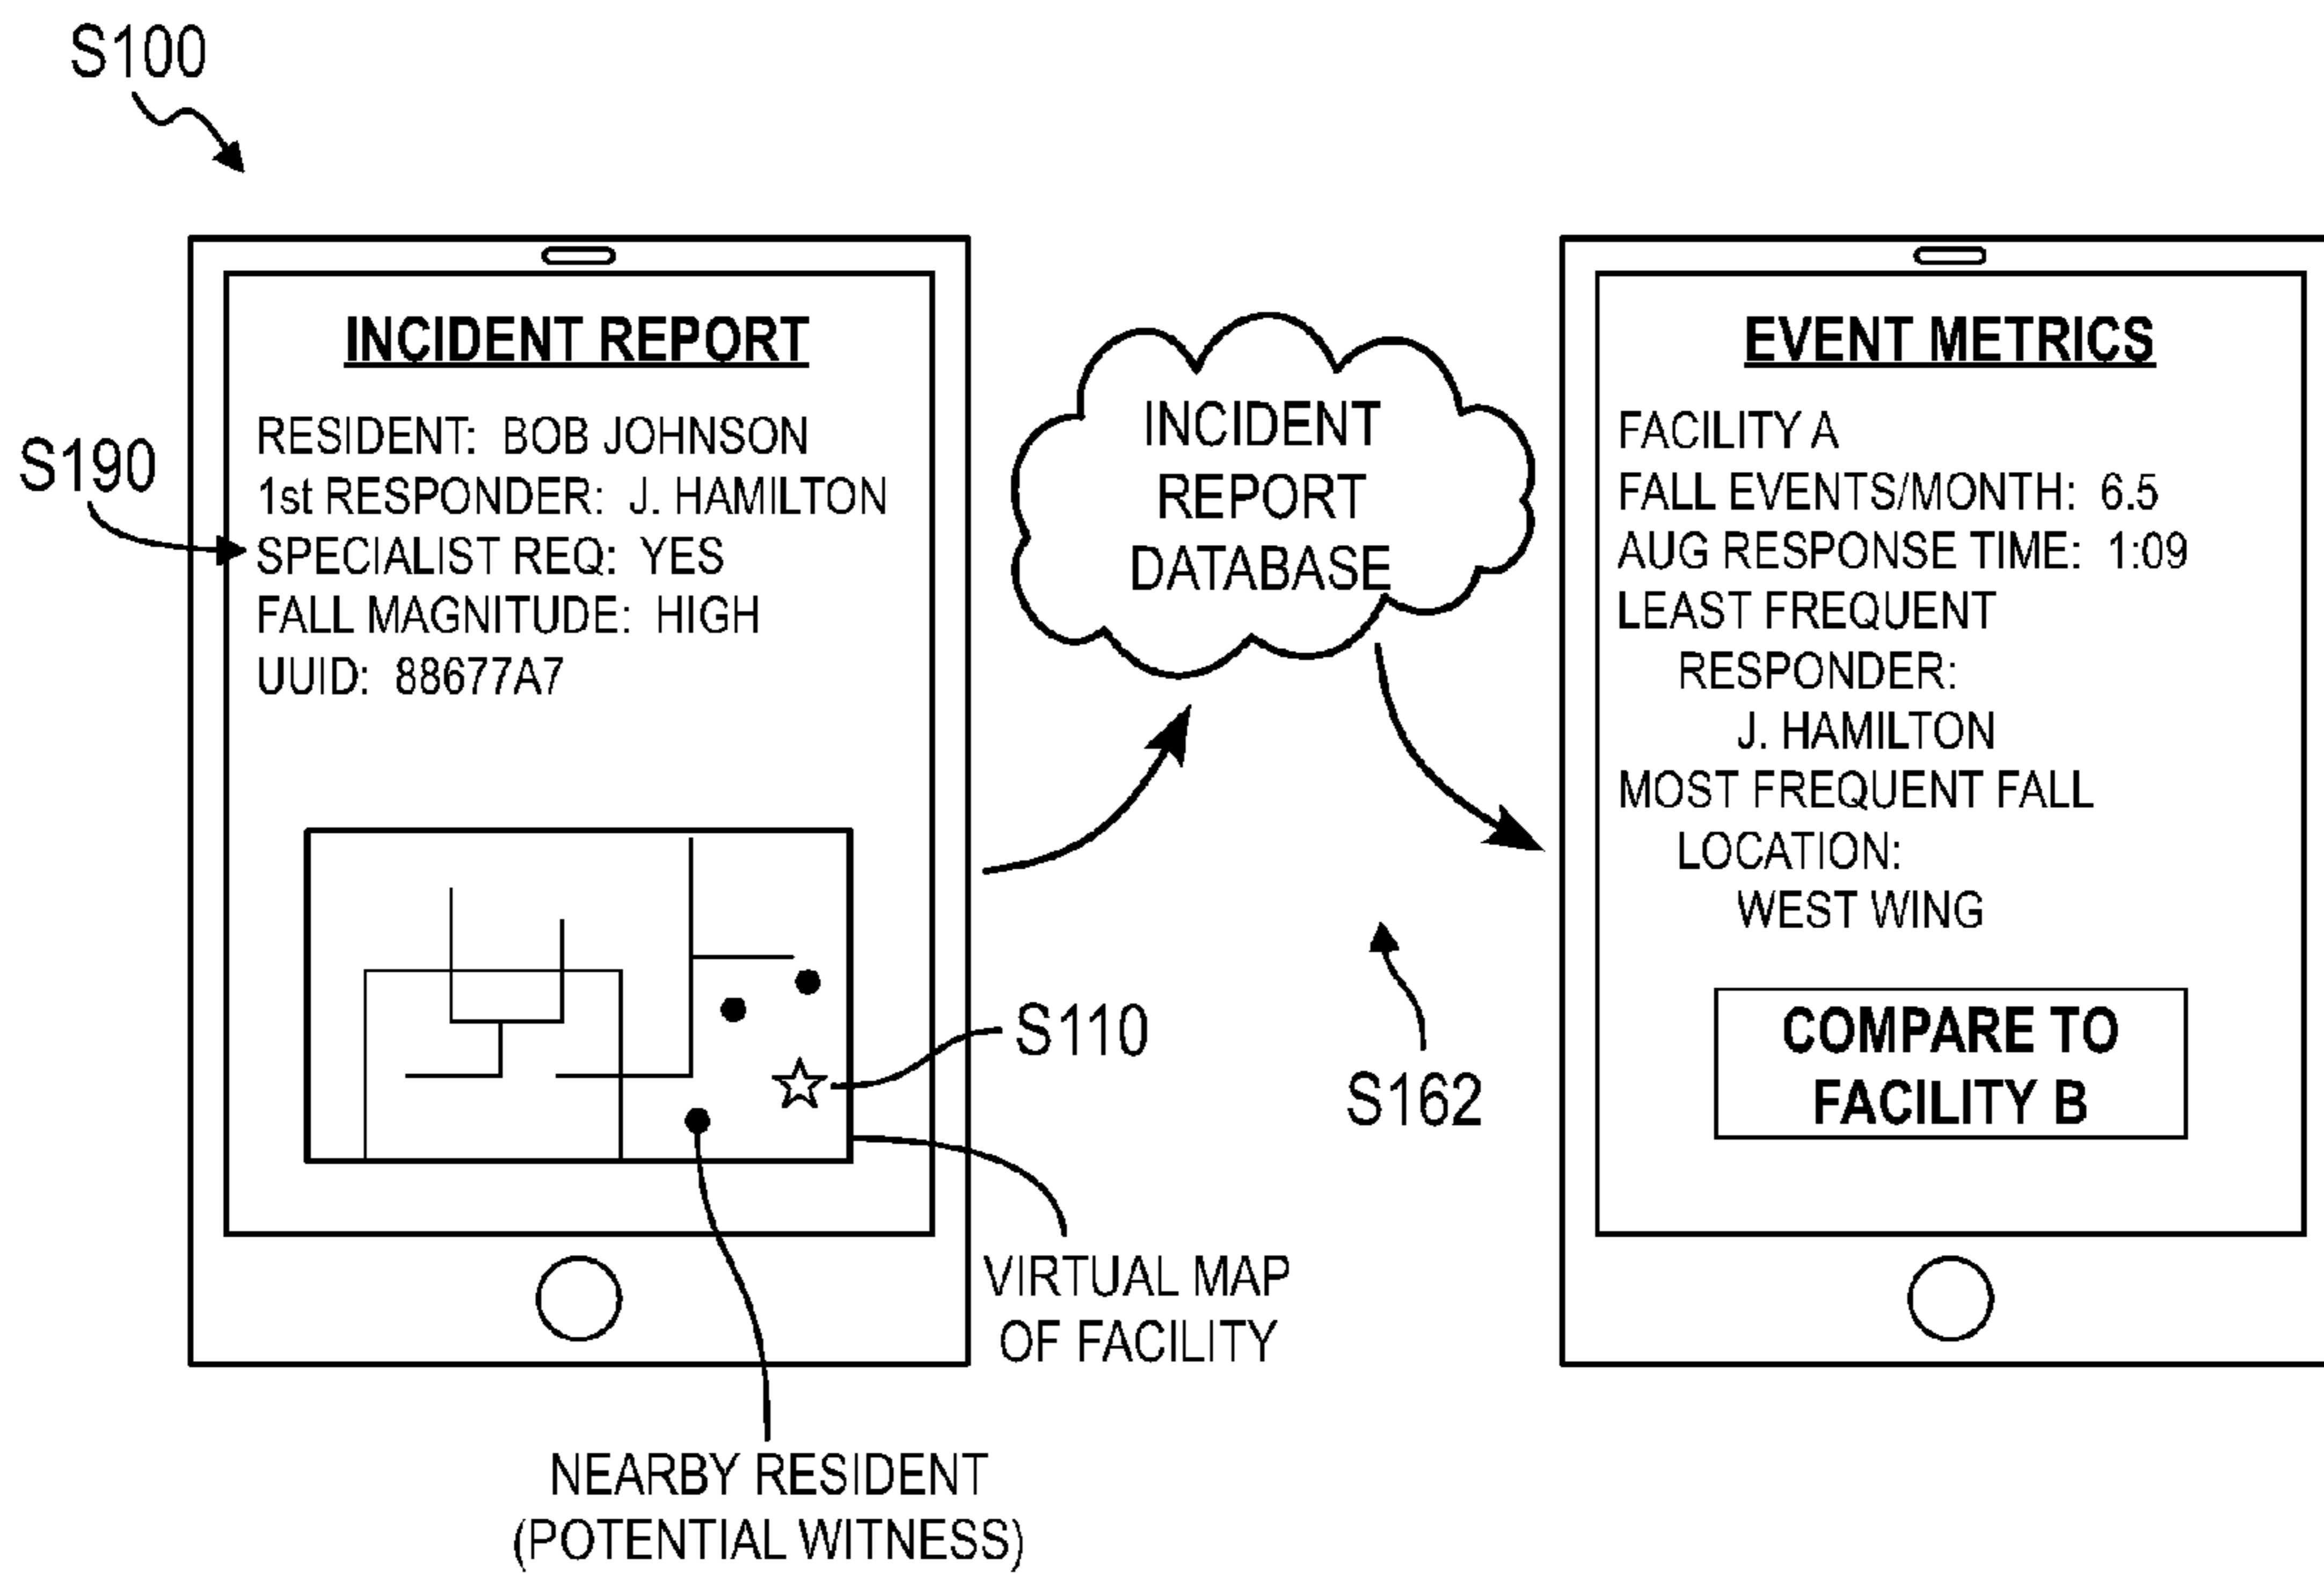 S100
INCIDENT REPORT
RESIDENT: BOB JOHNSON
1st RESPONDER: J. HAMILTON
SPECIALIST REQ: YES
FALL MAGNITUDE: HIGH
UUID: 88677A7
S190
INCIDENT
REPORT
DATABASE
EVENT METRICS
FACILITY A
FALL EVENTS/MONTH: 6.5
AUG RESPONSE TIME: 1:09
LEAST FREQUENT
RESPONDER:
J. HAMILTON
MOST FREQUENT FALL
LOCATION:
WEST WING
COMPARE TO
FACILITY B
S110
S162
VIRTUAL MAP
OF FACILITY
NEARBY RESIDENT
(POTENTIAL WITNESS)